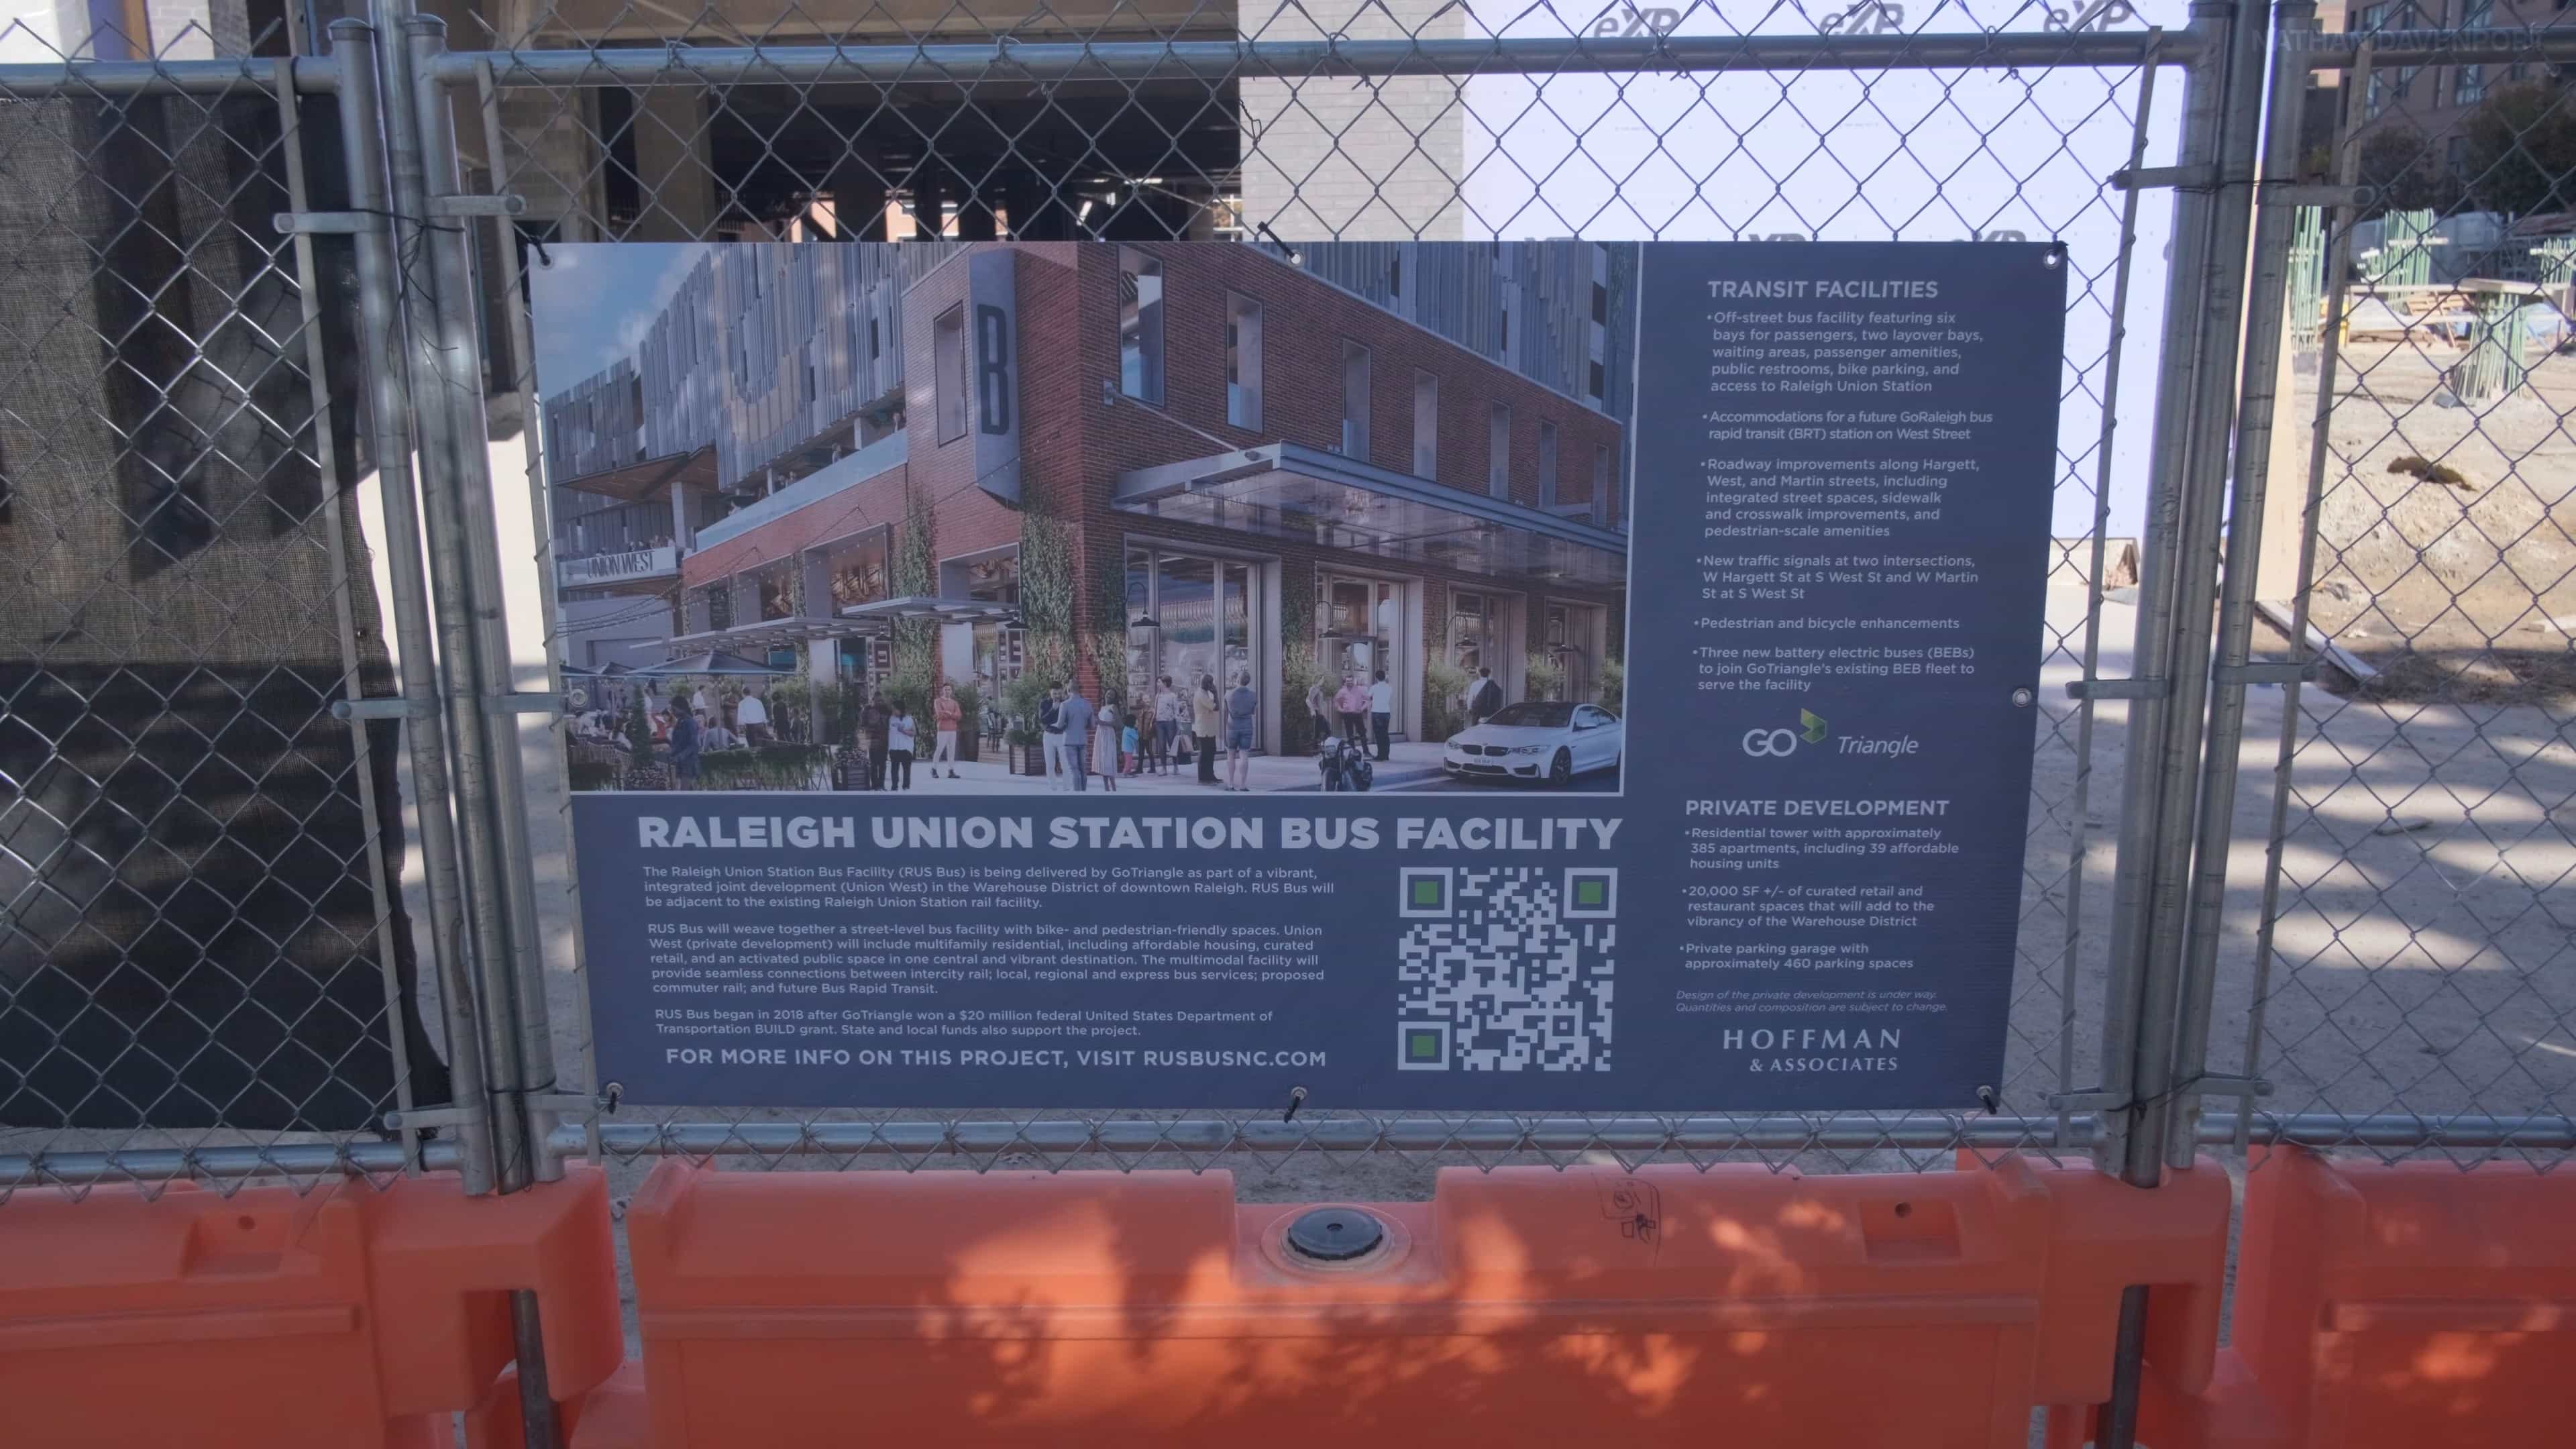 eXP eXP eXP
NATHAN DAVENPORT
B
UNION WEST
RALEIGH UNION STATION BUS FACILITY
The Raleigh Union Station Bus Facility (RUS Bus) is being delivered by GoTriangle as part of a vibrant,
integrated joint development (Union West) in the Warehouse District of downtown Raleigh. RUS Bus will
be adjacent to the existing Raleigh Union Station rail facility.
RUS Bus will weave together a street-level bus facility with bike- and pedestrian-friendly spaces. Union
West (private development) will include multifamily residential, including affordable housing, curated
retail, and an activated public space in one central and vibrant destination. The multimodal facility will
provide seamless connections between intercity rail; local, regional and express bus services; proposed
commuter rail; and future Bus Rapid Transit.
RUS Bus began in 2018 after GoTriangle won a $20 million federal United States Department of
Transportation BUILD grant. State and local funds also support the project.
FOR MORE INFO ON THIS PROJECT, VISIT RUSBUSNC.COM
TRANSIT FACILITIES
•Off-street bus facility featuring six
bays for passengers, two layover bays,
waiting areas, passenger amenities,
public restrooms, bike parking, and
access to Raleigh Union Station
•Accommodations for a future GoRaleigh bus
rapid transit (BRT) station on West Street
•Roadway improvements along Hargett,
West, and Martin streets, including
integrated street spaces, sidewalk
and crosswalk improvements, and
pedestrian-scale amenities
•New traffic signals at two intersections,
W Hargett St at S West St and W Martin
St at S West St
•Pedestrian and bicycle enhancements
•Three new battery electric buses (BEBs)
to join GoTriangle's existing BEB fleet to
serve the facility
GO Triangle
PRIVATE DEVELOPMENT
•Residential tower with approximately
385 apartments, including 39 affordable
housing units
•20,000 SF +/- of curated retail and
restaurant spaces that will add to the
vibrancy of the Warehouse District
•Private parking garage with
approximately 460 parking spaces
Design of the private development is under way.
Quantities and composition are subject to change.
HOFFMAN
& ASSOCIATES